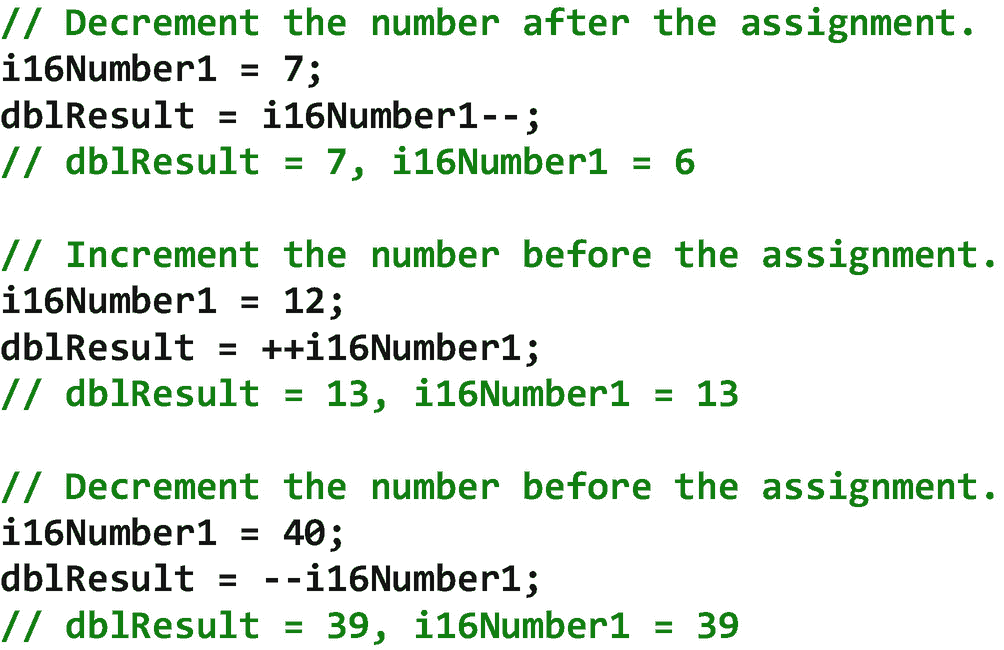 // Decrement the number after the assignment.
i16Number1 = 7;
dblResult = i16Number1--;
// dblResult = 7, i16Number1 = 6
// Increment the number before the assignment.
i16Number1 = 12;
dblResult = ++i16Number1;
// dblResult = 13, i16Number1 = 13
// Decrement the number before the assignment.
i16Number1 = 40;
dblResult = --i16Number1;
// dblResult = 39, i16Number1 = 39